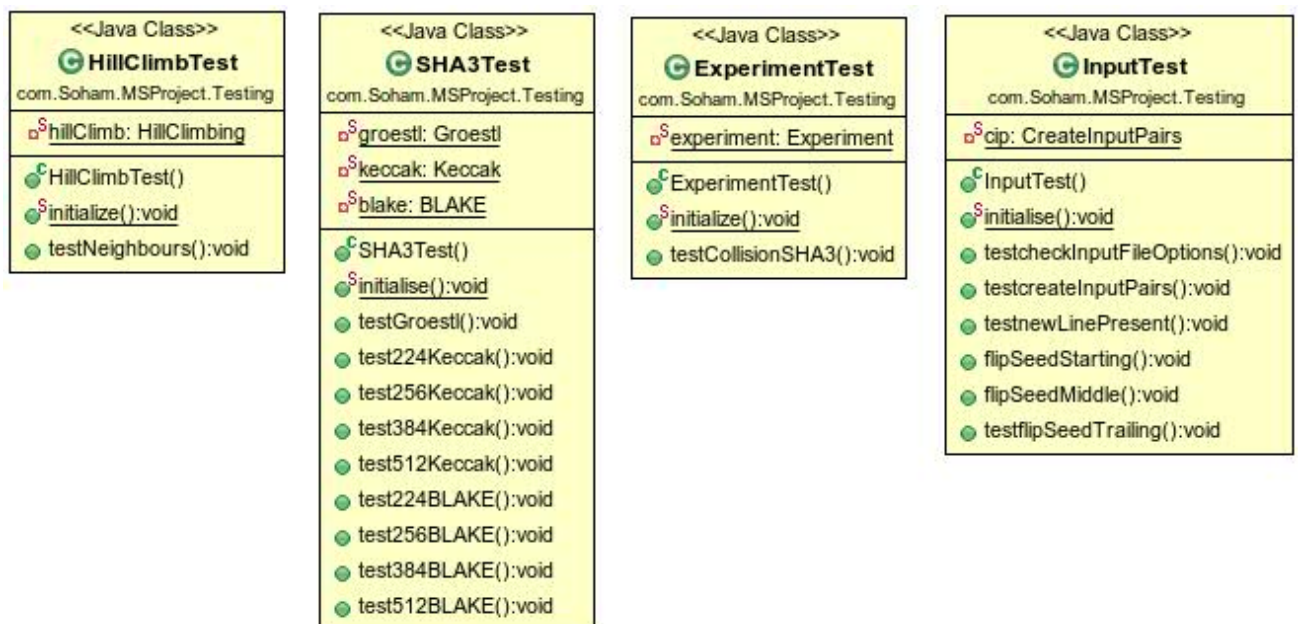 <<Java Class>>
HillClimbTest
com.Soham.MSProject.Testing
hillClimb: HillClimbing
HillClimbTest()
initialize():void
testNeighbours():void
<<Java Class>>
SHA3Test
com.Soham.MSProject.Testing
groestl: Groestl
keccak: Keccak
blake: BLAKE
SHA3Test()
initialise():void
testGroestl():void
test224Keccak():void
test256Keccak():void
test384Keccak():void
test512Keccak():void
test224BLAKE():void
test256BLAKE():void
test384BLAKE():void
test512BLAKE():void
<<Java Class>>
ExperimentTest
com.Soham.MSProject.Testing
experiment: Experiment
ExperimentTest()
initialize():void
testCollisionSHA3():void
<<Java Class>>
InputTest
com.Soham.MSProject.Testing
cip: CreateInputPairs
InputTest()
initialise():void
testcheckInputFileOptions():void
testcreateInputPairs():void
testnewLinePresent():void
flipSeedStarting():void
flipSeedMiddle():void
testflipSeedTrailing():void